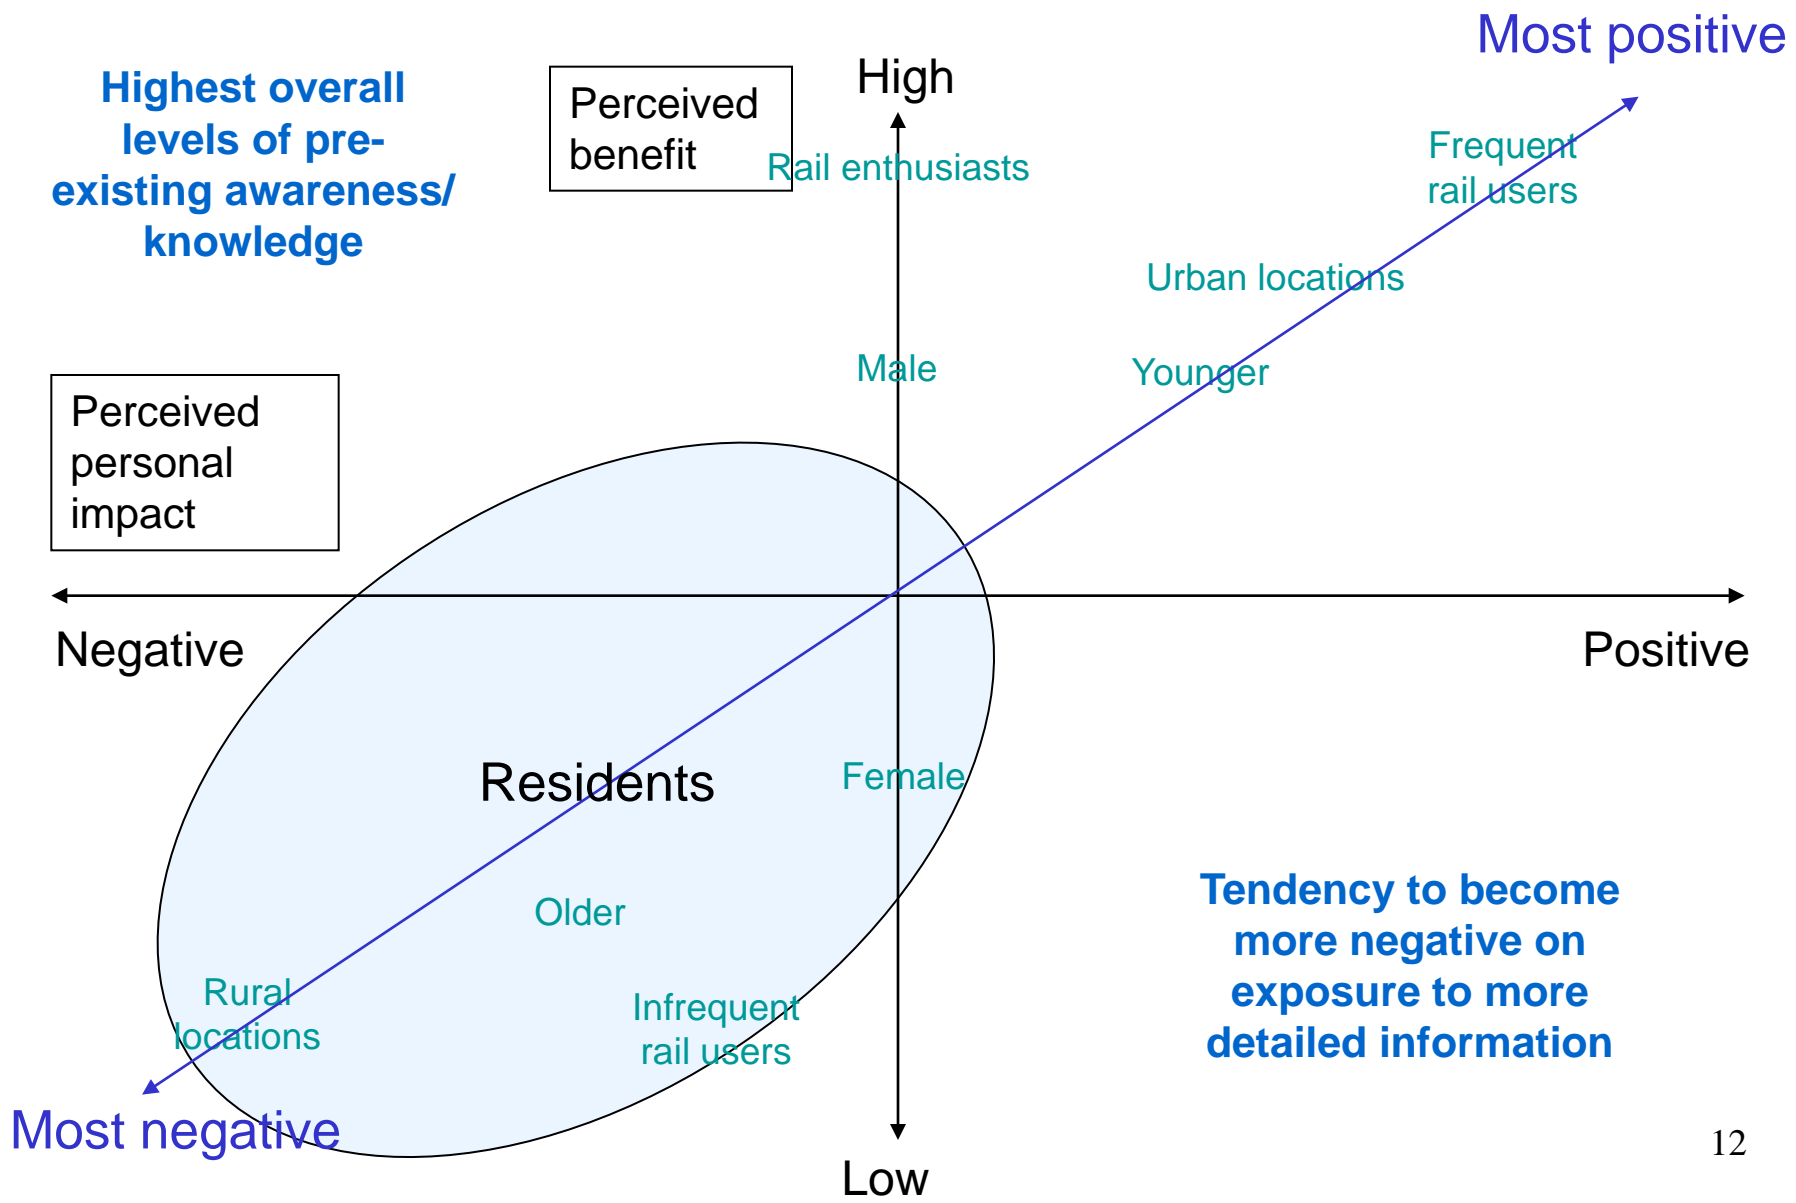 Most positive
Highest overall
levels of pre-
existing awareness/
knowledge
Perceived
benefit
High
Rail enthusiasts
Frequent
rail users
Urban locations
Male
Younger
Perceived
personal
impact
Negative
Positive
Residents
Female
Older
Rural
locations
Infrequent
rail users
Tendency to become
more negative on
exposure to more
detailed information
Most negative
Low
12